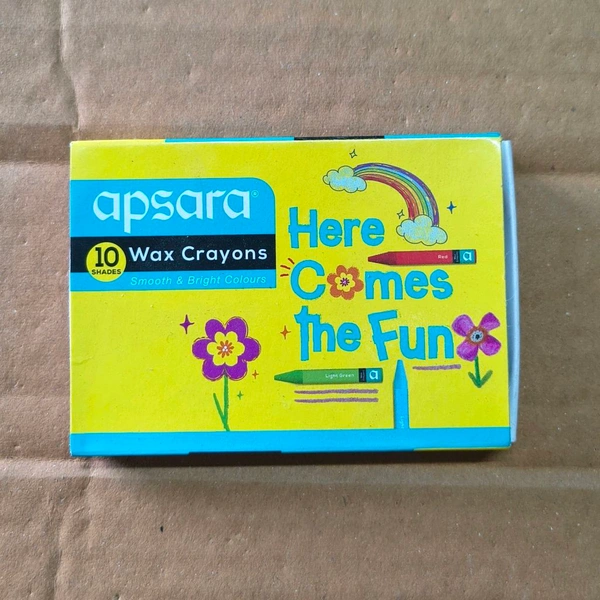 apsara®
10
SHADES
Wax Crayons
Smooth & Bright Colours
Here
Comes
the Fun
Red
a
Light Green
a